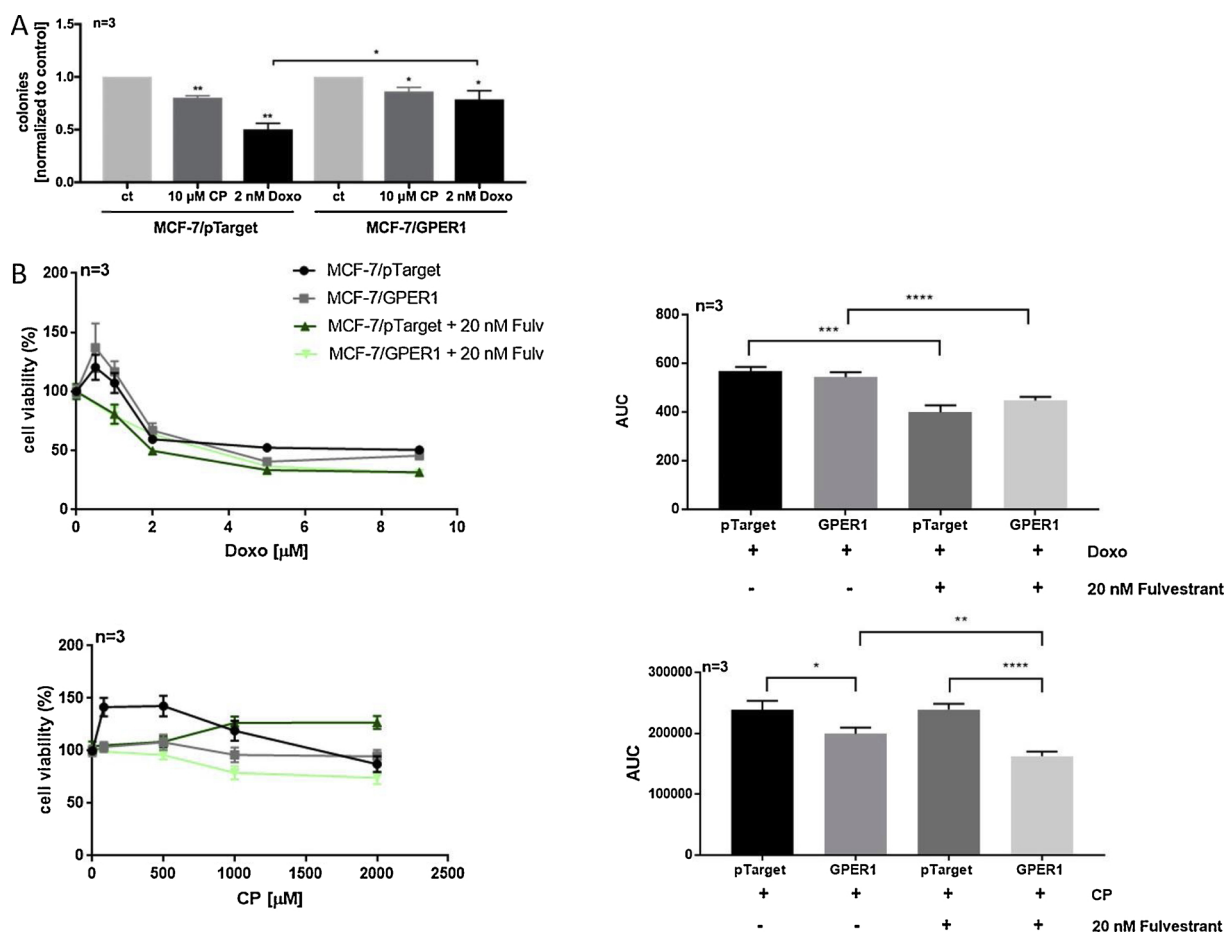 A
n=3
colonies
[normalized to control]
1.5
1.0
0.5
0.0
**
**
*
*
*
ct
10 µM CP
2 nM Doxo
ct
10 µM CP
2 nM Doxo
MCF-7/pTarget
MCF-7/GPER1
B
n=3
cell viability (%)
200
150
100
50
0
0
2
4
6
8
10
Doxo [µM]
MCF-7/pTarget
MCF-7/GPER1
MCF-7/pTarget + 20 nM Fulv
MCF-7/GPER1 + 20 nM Fulv
n=3
AUC
800
600
400
200
0
***
****
pTarget
GPER1
pTarget
GPER1
+ + + + Doxo
- - + + 20 nM Fulvestrant
n=3
cell viability (%)
200
150
100
50
0
0
500
1000
1500
2000
2500
CP [µM]
n=3
AUC
300000
200000
100000
0
*
**
****
pTarget
GPER1
pTarget
GPER1
+ + + + CP
- - + + 20 nM Fulvestrant